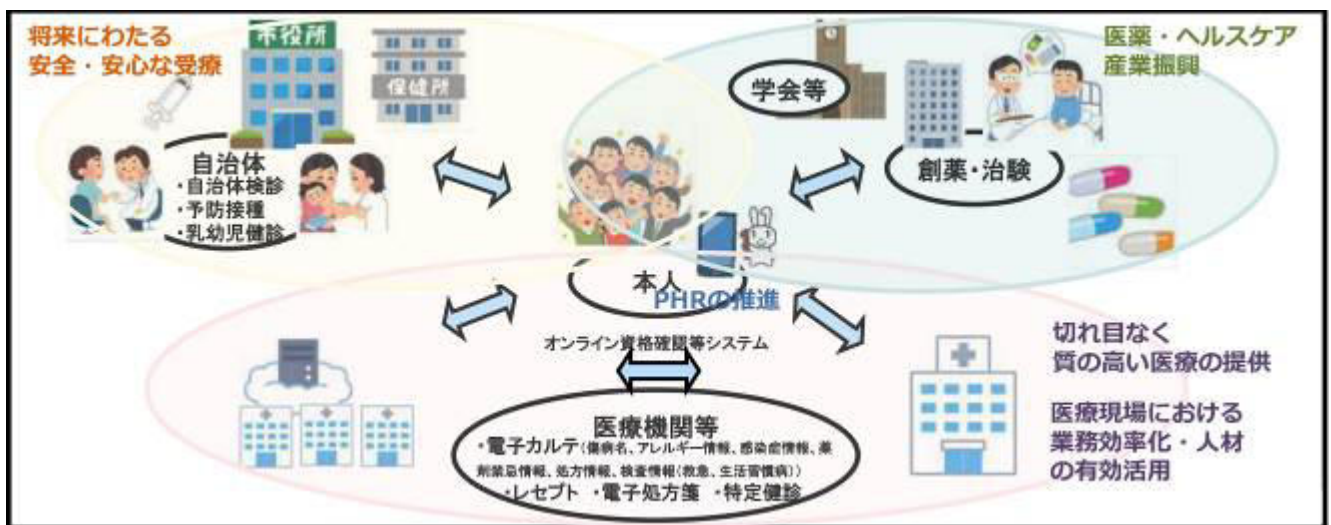 将来にわたる
安全・安心な受療
市役所
保健所
自治体
・自治体検診
・予防接種
・乳幼児健診
学会等
医薬・ヘルスケア
産業振興
創薬・治験
本人
PHRの推進
オンライン資格確認等システム
医療機関等
・電子カルテ(傷病名、アレルギー情報、感染症情報、薬
剤禁忌情報、処方情報、検査情報(救急、生活習慣病))
・レセプト ・電子処方箋 ・特定健診
切れ目なく
質の高い医療の提供
医療現場における
業務効率化・人材
の有効活用